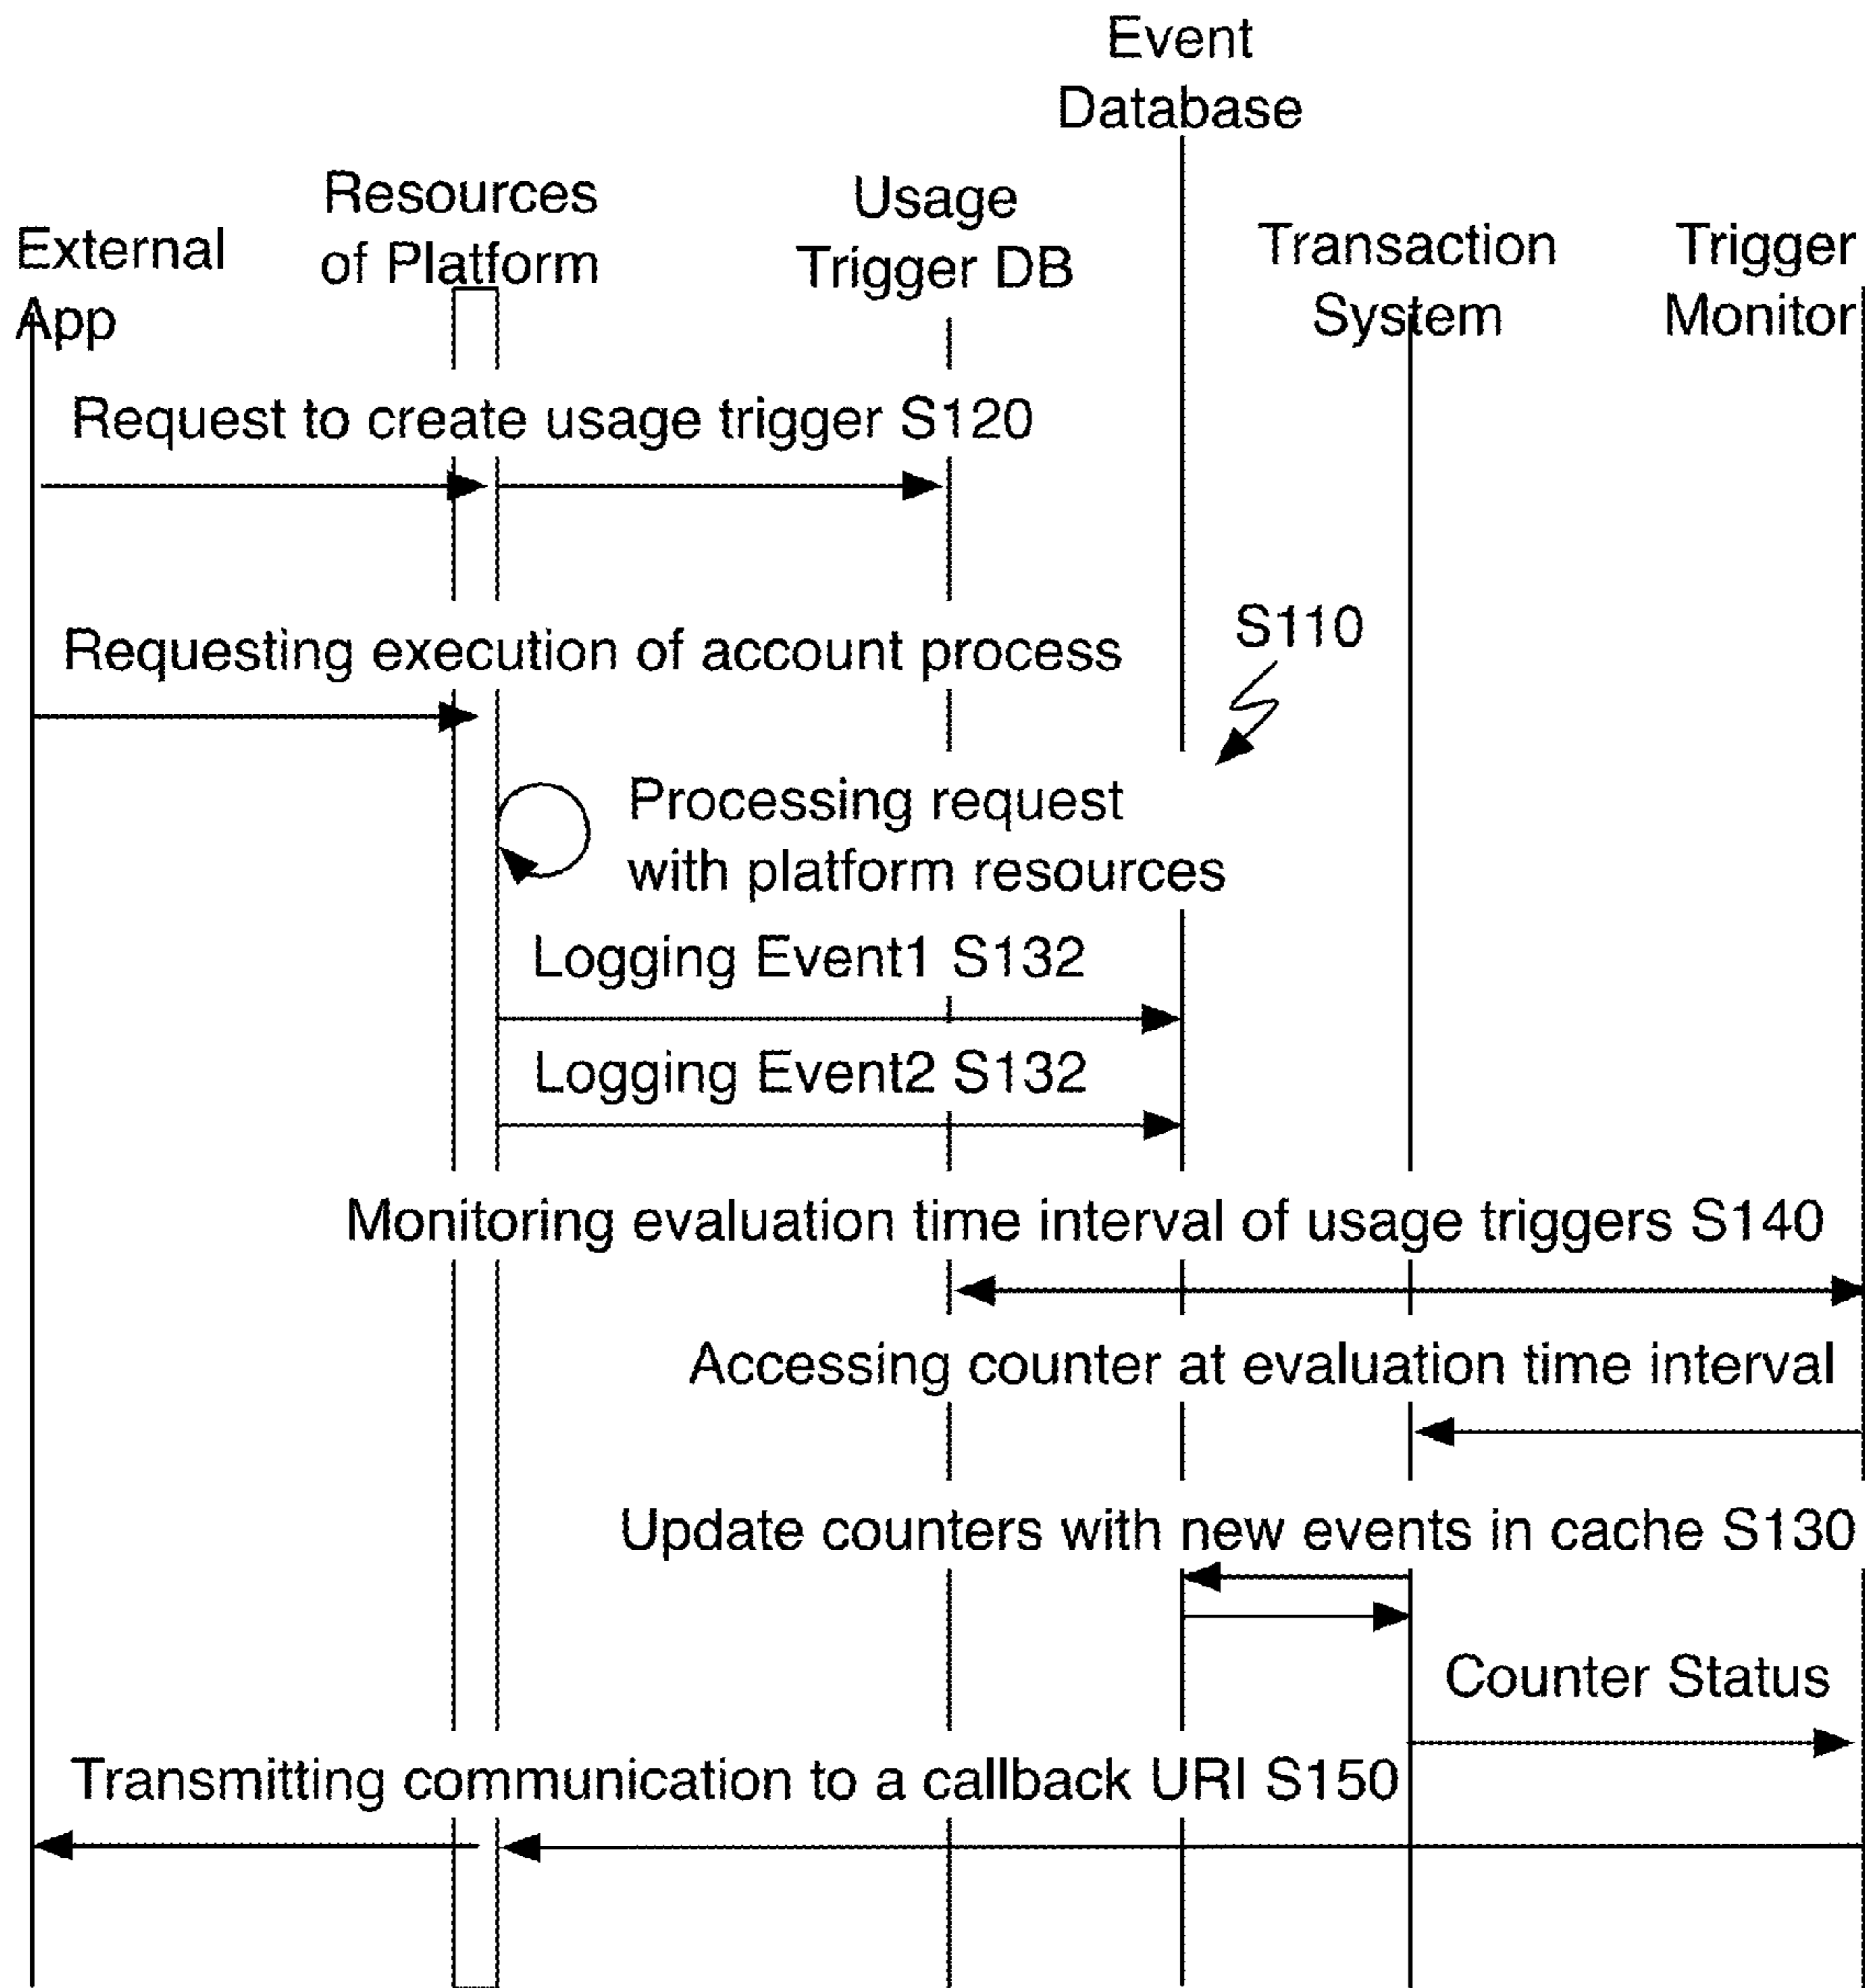 Event
Database
Resources
of Platform
Usage
Trigger DB
External
App
Transaction
System
Trigger
Monitor
Request to create usage trigger S120
Requesting execution of account process
S110
Processing request
with platform resources
Logging Event1 S132
Logging Event2 S132
Monitoring evaluation time interval of usage triggers S140
Accessing counter at evaluation time interval
Update counters with new events in cache S130
Counter Status
Transmitting communication to a callback URI S150